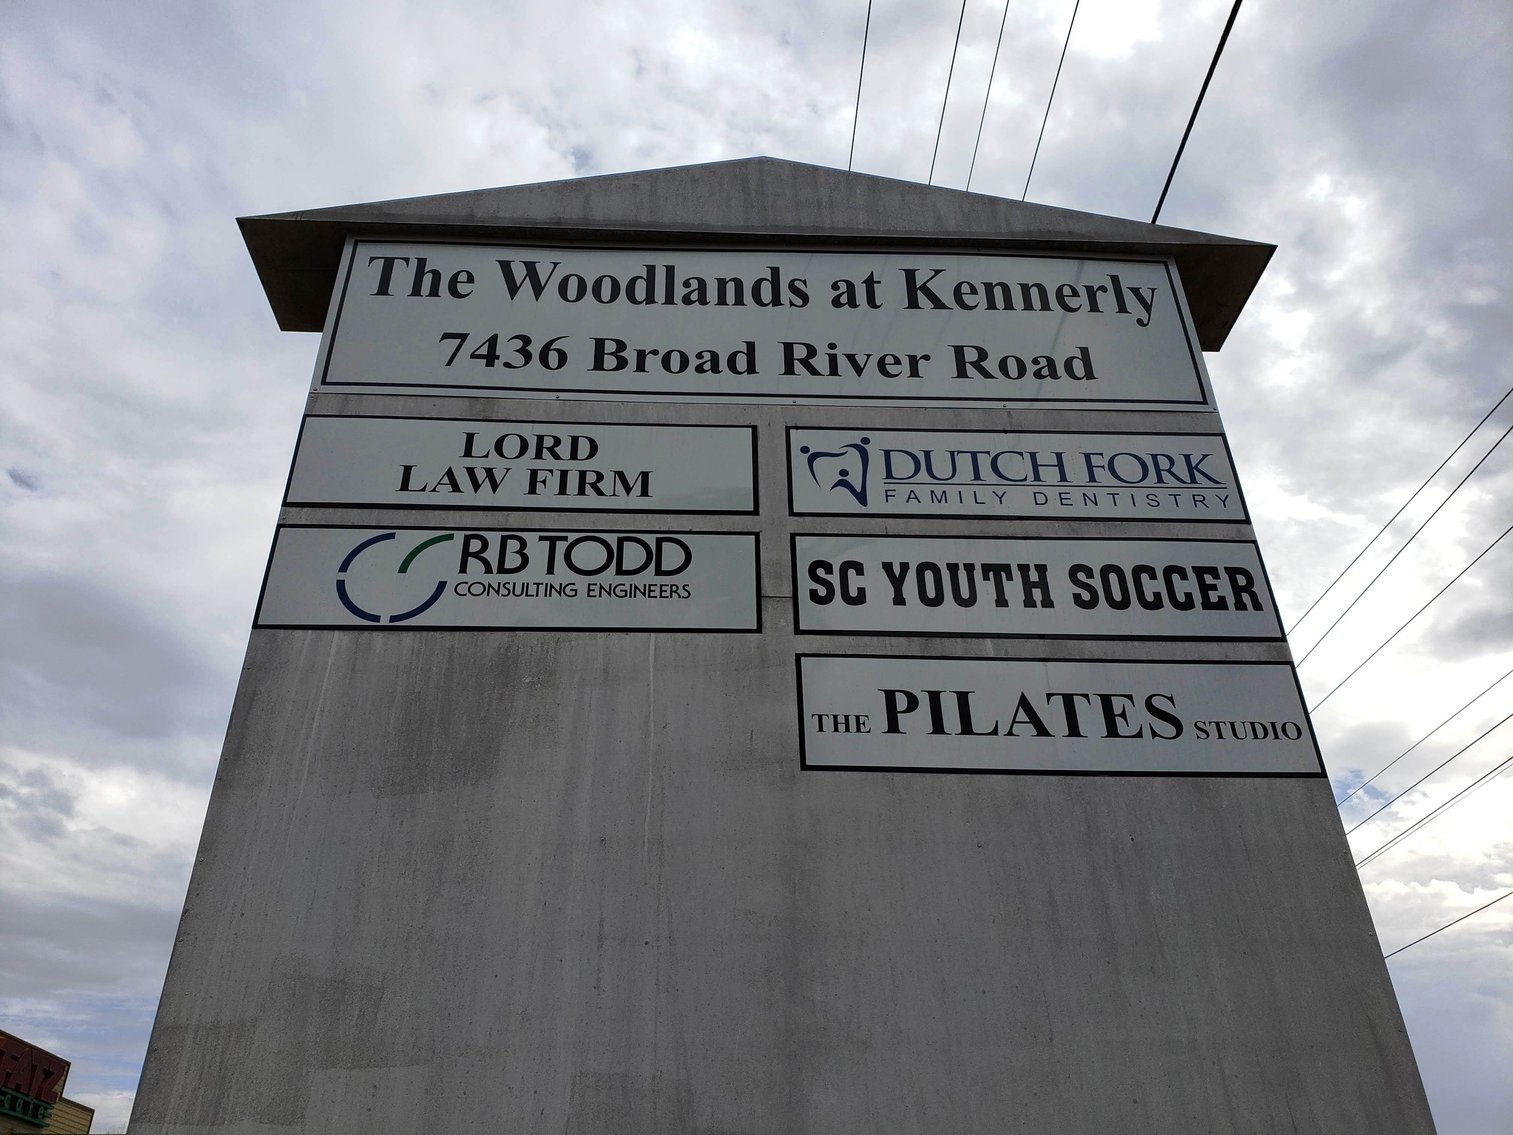 The Woodlands at Kennerly
7436 Broad River Road
LORD
LAW FIRM
DUTCH FORK
FAMILY DENTISTRY
RB TODD
CONSULTING ENGINEERS
SC YOUTH SOCCER
THE PILATES STUDIO
FATZ